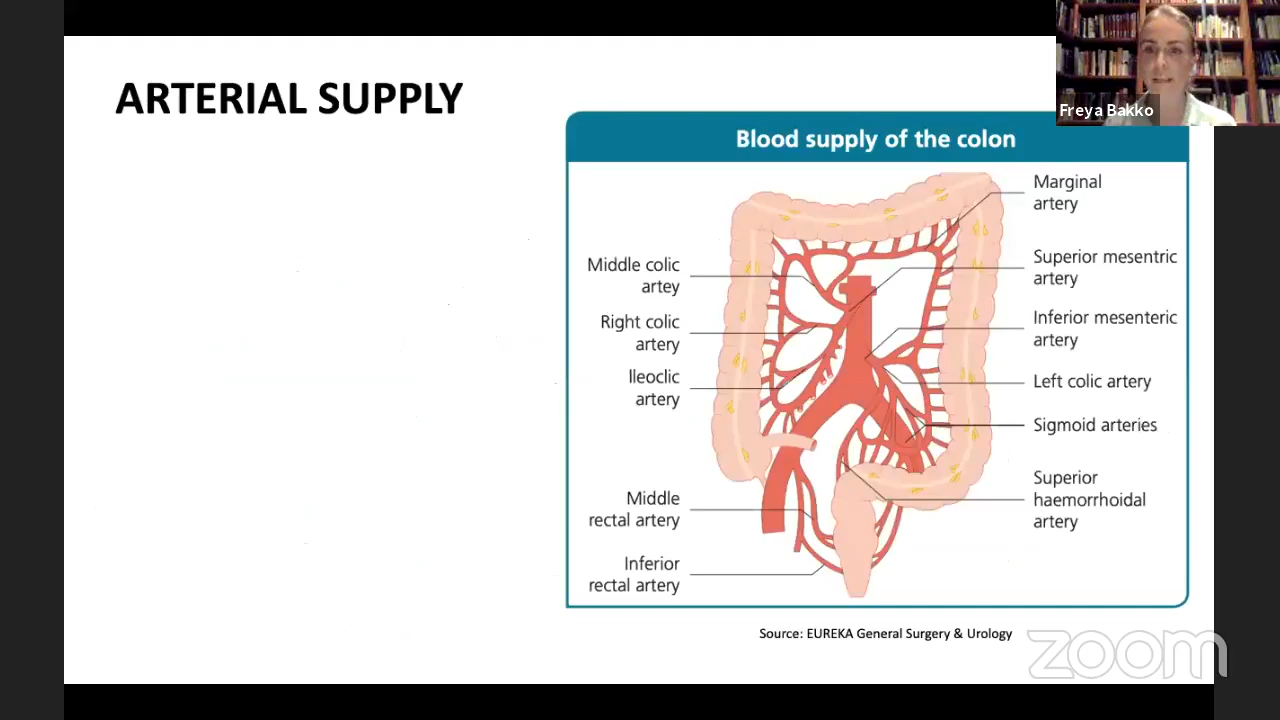 ARTERIAL SUPPLY
Freya Bakko
Blood supply of the colon
Middle colic
artey
Right colic
artery
Ileoclic
artery
Middle
rectal artery
Inferior
rectal artery
Marginal
artery
Superior mesentric
artery
Inferior mesenteric
artery
Left colic artery
Sigmoid arteries
Superior
haemorrhoidal
artery
Source: EUREKA General Surgery & Urology
zoom